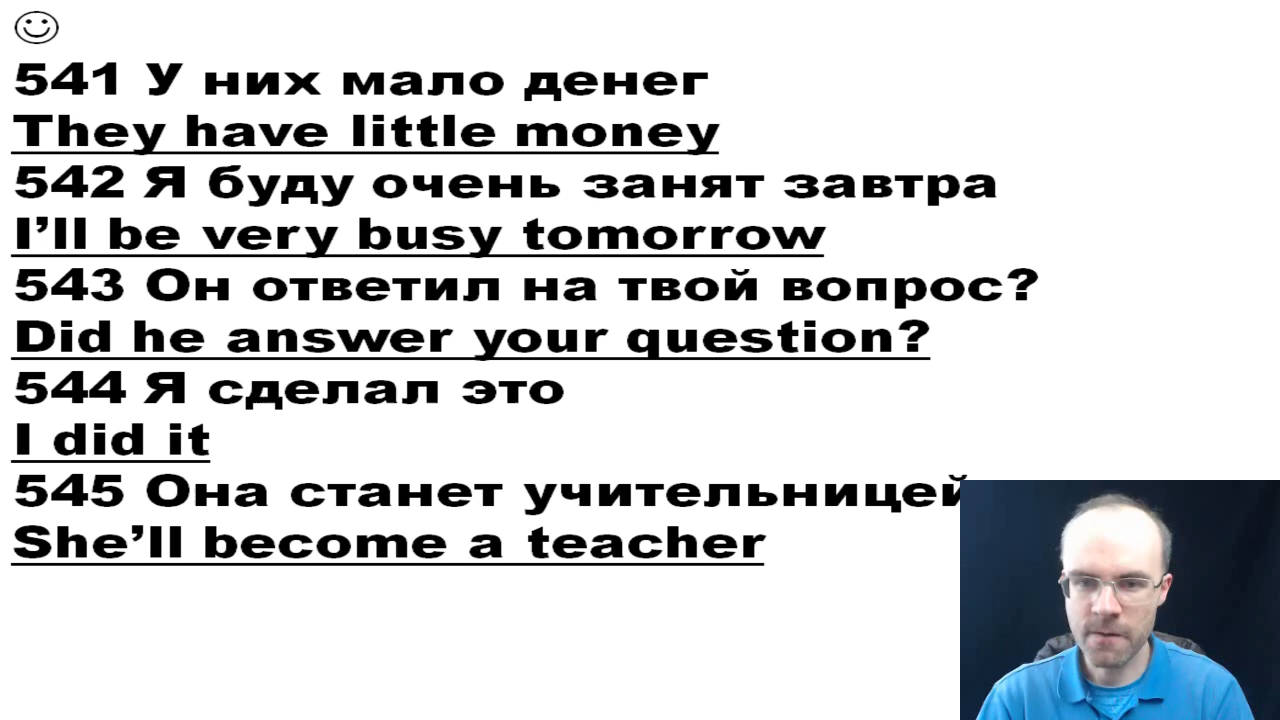 541 У них мало денег
They have little money
542 Я буду очень занят завтра
I’ll be very busy tomorrow
543 Он ответил на твой вопрос?
Did he answer your question?
544 Я сделал это
I did it
545 Она станет учительницей
She’ll become a teacher